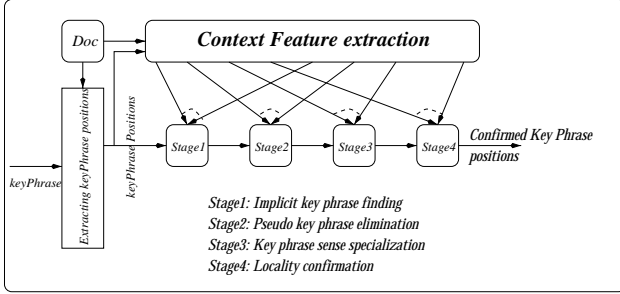 Doc
Context Feature extraction
Extracting keyPhrase positions
keyPhrase Positions
keyPhrase
Stage1
Stage2
Stage3
Stage4
Confirmed Key Phrase
positions
Stage1: Implicit key phrase finding
Stage2: Pseudo key phrase elimination
Stage3: Key phrase sense specialization
Stage4: Locality confirmation